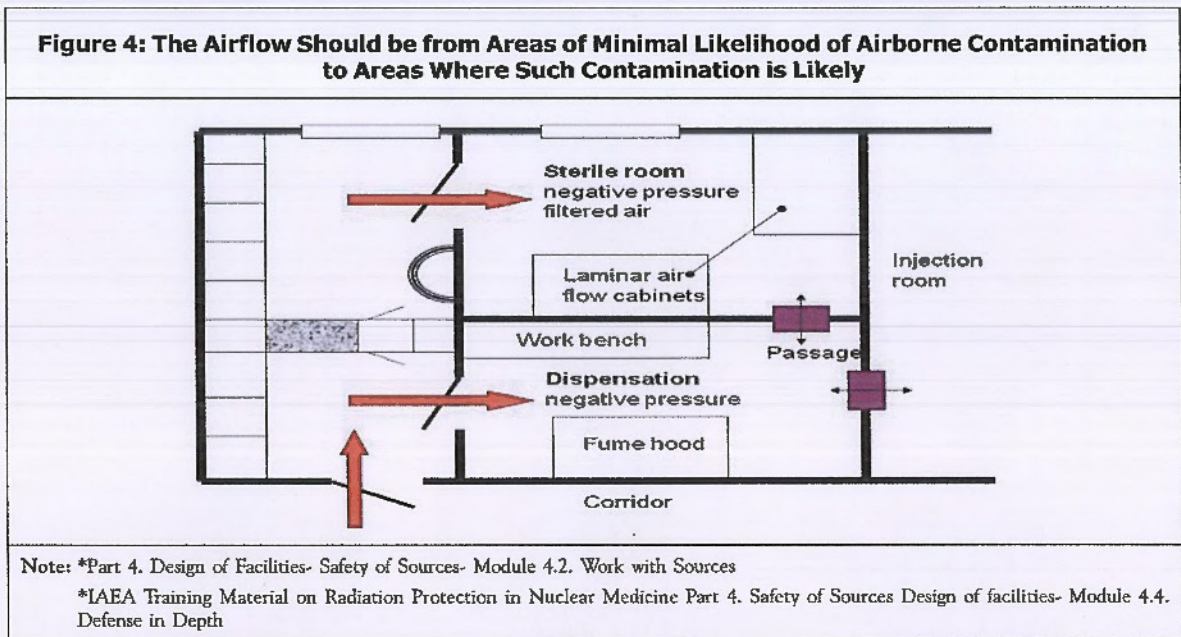 Figure 4: The Airflow Should be from Areas of Minimal Likelihood of Airborne Contamination
to Areas Where Such Contamination is Likely
Sterile room
negative pressure
filtered air
Laminar air
flow cabinets
Injection
room
Work bench
Passage
Dispensation
negative pressure
Fume hood
Corridor
Note: *Part 4. Design of Facilities- Safety of Sources- Module 4.2. Work with Sources
*IAEA Training Material on Radiation Protection in Nuclear Medicine Part 4. Safety of Sources Design of facilities- Module 4.4.
Defense in Depth